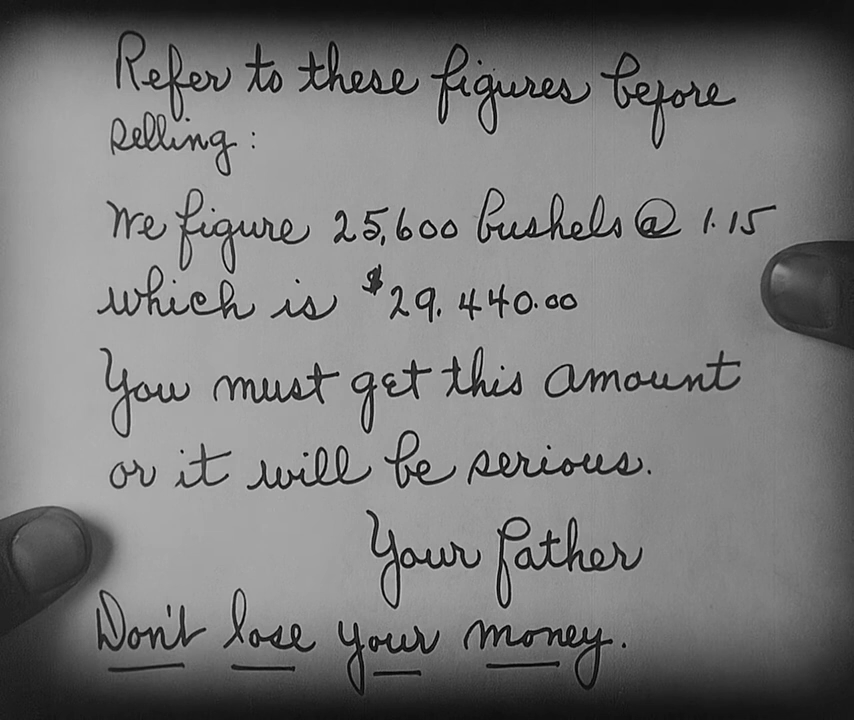 Refer to these figures before
selling:
We figure 25,600 bushels @ 1.15
which is $29.440.00
You must get this amount
or it will be serious.
Your father
Don't lose your money.